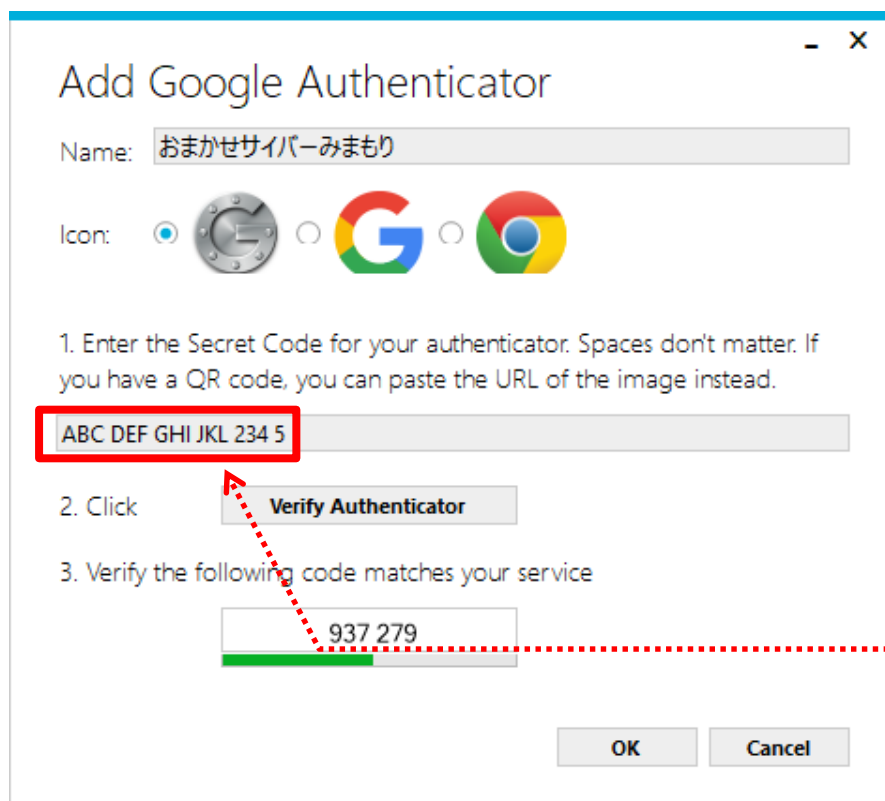 Add Google Authenticator
Name: おまかせサイバーみまもり
Icon:
1. Enter the Secret Code for your authenticator. Spaces don't matter. If
you have a QR code, you can paste the URL of the image instead.
ABC DEF GHI JKL 234 5
2. Click Verify Authenticator
3. Verify the following code matches your service
937 279
OK Cancel